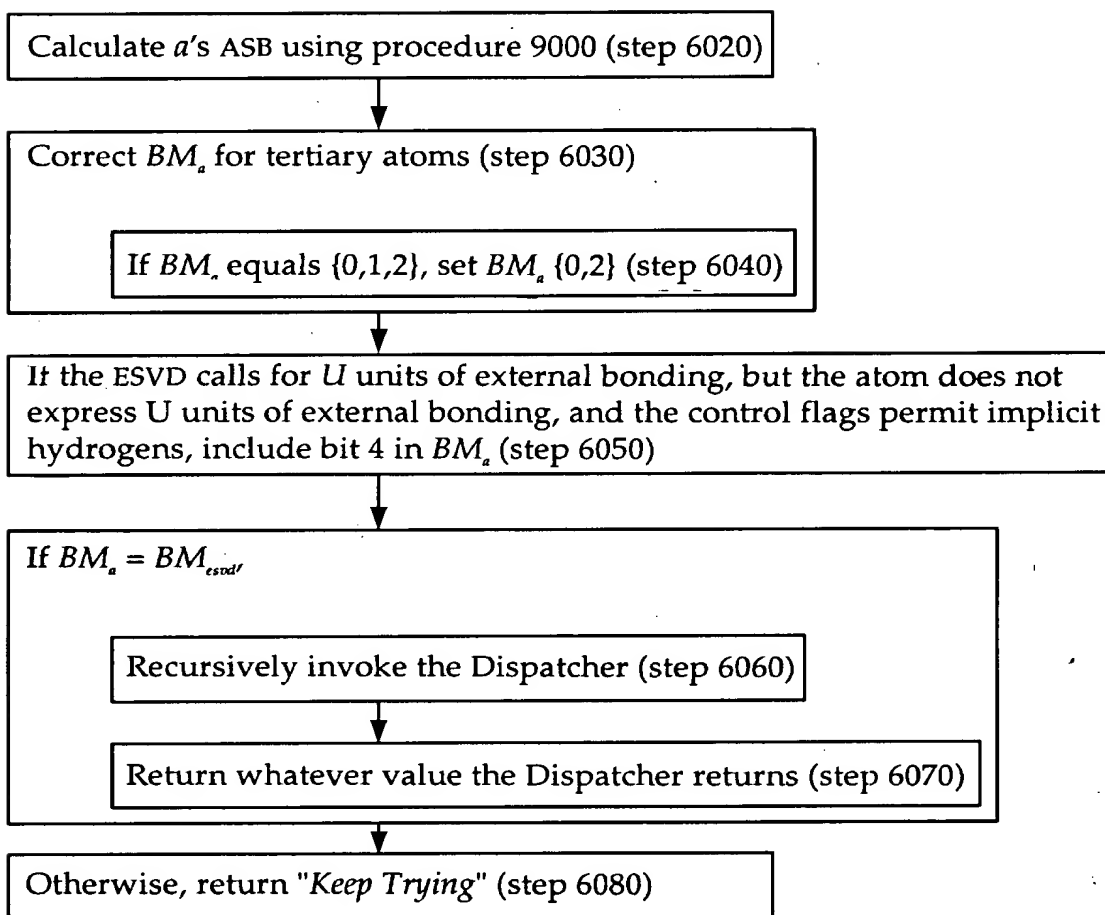 Calculate a's ASB using procedure 9000 (step 6020)
Correct BMₐ for tertiary atoms (step 6030)
If BMₐ equals {0,1,2}, set BMₐ {0,2} (step 6040)
If the ESVD calls for U units of external bonding, but the atom does not
express U units of external bonding, and the control flags permit implicit
hydrogens, include bit 4 in BMₐ (step 6050)
If BMₐ = BM_esvd,
Recursively invoke the Dispatcher (step 6060)
Return whatever value the Dispatcher returns (step 6070)
Otherwise, return "Keep Trying" (step 6080)